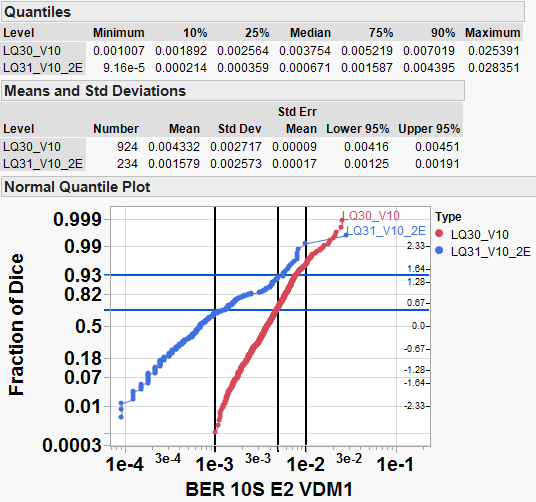 Quantiles
Level Minimum 10% 25% Median 75% 90% Maximum
LQ30_V10 0.001007 0.001892 0.002564 0.003754 0.005219 0.007019 0.025391
LQ31_V10_2E 9.16e-5 0.000214 0.000359 0.000671 0.001587 0.004395 0.028351
Means and Std Deviations
Std Err
Level Number Mean Std Dev Mean Lower 95% Upper 95%
LQ30_V10 924 0.004332 0.002717 0.00009 0.00416 0.00451
LQ31_V10_2E 234 0.001579 0.002573 0.00017 0.00125 0.00191
Normal Quantile Plot
0.999
0.99
0.93
0.82
0.5
0.18
0.07
0.01
0.0003
Fraction of Dice
LQ30_V10
LQ31_V10_2E
2.33
1.64
1.28
0.67
0.0
-0.67
-1.28
-1.64
-2.33
Type
LQ30_V10
LQ31_V10_2E
1e-4 3e-4 1e-3 3e-3 1e-2 3e-2 1e-1
BER 10S E2 VDM1